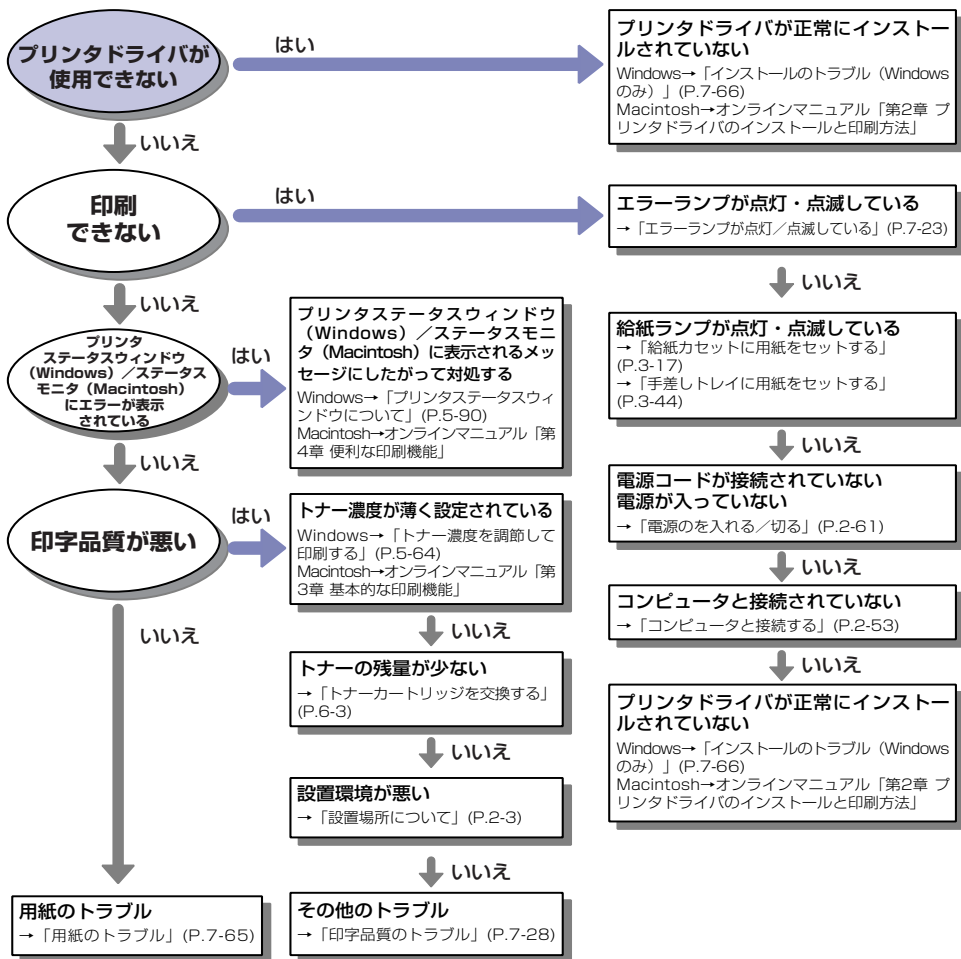 プリンタドライバが
使用できない
はい
プリンタドライバが正常にインストー
ルされていない
Windows→「インストールのトラブル（Windows
のみ）」(P.7-66)
Macintosh→オンラインマニュアル「第2章 プ
リンタドライバのインストールと印刷方法」
いいえ
印刷
できない
はい
エラーランプが点灯・点滅している
→「エラーランプが点灯／点滅している」(P.7-23)
いいえ
いいえ
プリンタ
ステータスウィンドウ
（Windows）／ステータス
モニタ（Macintosh）
にエラーが表示
されている
はい
プリンタステータスウィンドウ
（Windows）／ステータスモニ
タ（Macintosh）に表示されるメッ
セージにしたがって対処する
Windows→「プリンタステータスウィ
ンドウについて」(P.5-90)
Macintosh→オンラインマニュアル「第
4章 便利な印刷機能」
給紙ランプが点灯・点滅している
→「給紙カセットに用紙をセットする」
(P.3-17)
→「手差しトレイに用紙をセットする」
(P.3-44)
いいえ
いいえ
電源コードが接続されていない
電源が入っていない
→「電源のを入れる／切る」(P.2-61)
いいえ
コンピュータと接続されていない
→「コンピュータと接続する」(P.2-53)
いいえ
プリンタドライバが正常にインストー
ルされていない
Windows→「インストールのトラブル（Windows
のみ）」(P.7-66)
Macintosh→オンラインマニュアル「第2章 プ
リンタドライバのインストールと印刷方法」
印字品質が悪い
はい
トナー濃度が薄く設定されている
Windows→「トナー濃度を調節して
印刷する」(P.5-64)
Macintosh→オンラインマニュアル「第
3章 基本的な印刷機能」
いいえ
いいえ
トナーの残量が少ない
→「トナーカートリッジを交換する」
(P.6-3)
いいえ
設置環境が悪い
→「設置場所について」(P.2-3)
いいえ
用紙のトラブル
→「用紙のトラブル」(P.7-65)
その他のトラブル
→「印字品質のトラブル」(P.7-28)